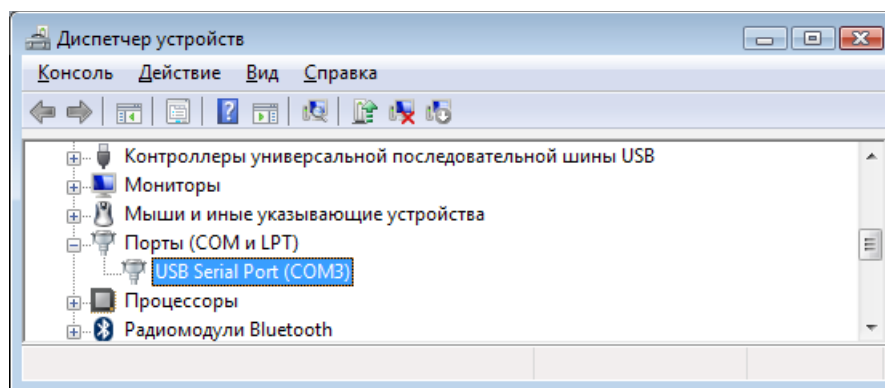 Диспетчер устройств
Консоль Действие Вид Справка
Контроллеры универсальной последовательной шины USB
Мониторы
Мыши и иные указывающие устройства
Порты (COM и LPT)
USB Serial Port (COM3)
Процессоры
Радиомодули Bluetooth